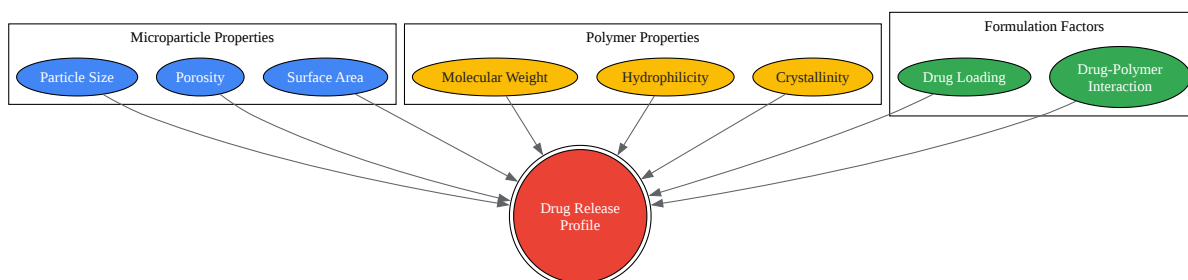 Microparticle Properties
Particle Size
Porosity
Surface Area
Polymer Properties
Molecular Weight
Hydrophilicity
Crystallinity
Formulation Factors
Drug Loading
Drug-Polymer
Interaction
Drug Release
Profile